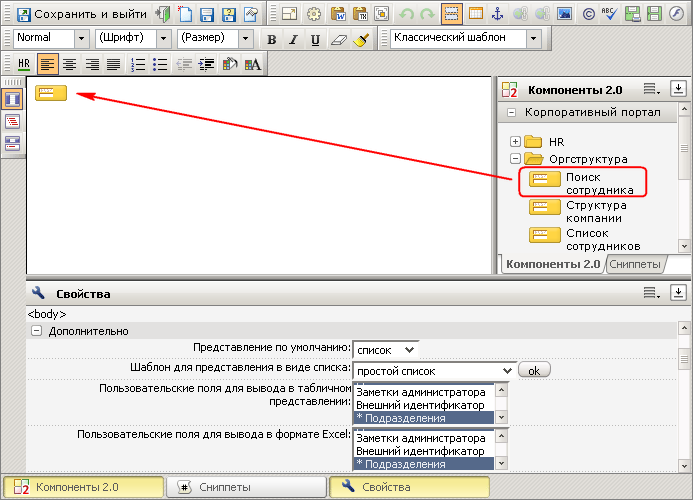 Сохранить и выйти
Normal
(Шрифт)
(Размер)
B I U
Классический шаблон
HR
Компоненты 2.0
Корпоративный портал
HR
Оргструктура
Поиск
сотрудника
Структура
компании
Список
сотрудников
Компоненты 2.0
Сниппеты
Свойства
<body>
Дополнительно
Представление по умолчанию:
список
Шаблон для представления в виде списка:
простой список
ok
Пользовательские поля для вывода в табличном
представлении:
Заметки администратора
Внешний идентификатор
* Подразделения
Пользовательские поля для вывода в формате Excel:
Заметки администратора
Внешний идентификатор
* Подразделения
Компоненты 2.0
Сниппеты
Свойства